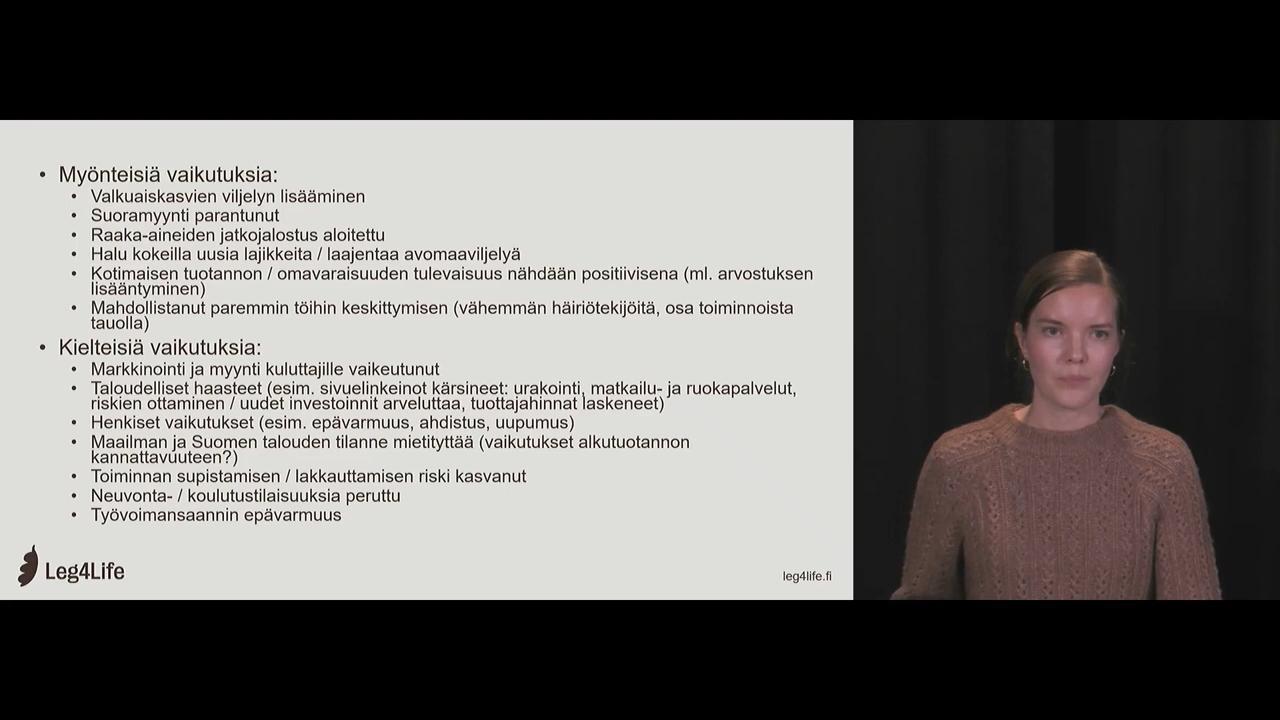 • Myönteisiä vaikutuksia:
• Valkuaiskasvien viljelyn lisääminen
• Suoramyynti parantunut
• Raaka-aineiden jatkojalostus aloitettu
• Halu kokeilla uusia lajikkeita / laajentaa avomaaviljelyä
• Kotimaisen tuotannon / omavaraisuuden tulevaisuus nähdään positiivisena (ml. arvostuksen
lisääntyminen)
• Mahdollistanut paremmin töihin keskittymisen (vähemmän häiriötekijöitä, osa toiminnoista
tauolla)
• Kielteisiä vaikutuksia:
• Markkinointi ja myynti kuluttajille vaikeutunut
• Taloudelliset haasteet (esim. sivuelinkeinot kärsineet: urakointi, matkailu- ja ruokapalvelut,
riskien ottaminen / uudet investoinnit arveluttaa, tuottajahinnat laskeneet)
• Henkiset vaikutukset (esim. epävarmuus, ahdistus, uupumus)
• Maailman ja Suomen talouden tilanne mietityttää (vaikutukset alkutuotannon
kannattavuuteen?)
• Toiminnan supistamisen / lakkauttamisen riski kasvanut
• Neuvonta- / koulutustilaisuuksia peruttu
• Työvoimansaannin epävarmuus
Leg4Life
leg4life.fi